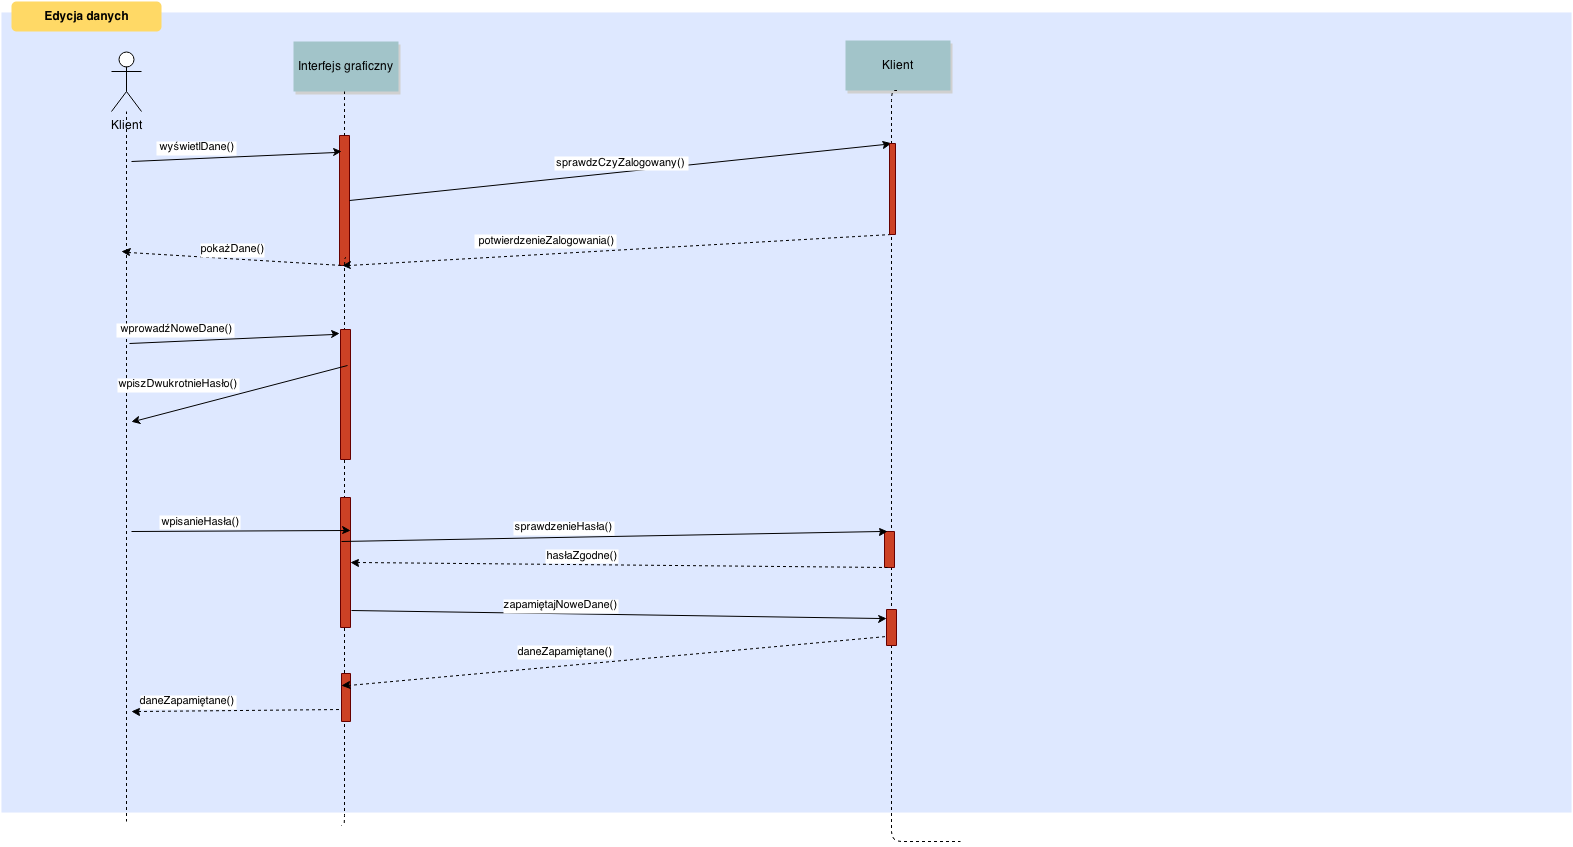 Edycja danych
Interfejs graficzny
Klient
Klient
wyświetlDane()
sprawdzCzyZalogowany()
potwierdzenieZalogowania()
pokażDane()
wprowadźNoweDane()
wpiszDwukrotnieHasło()
wpisanieHasła()
sprawdzenieHasła()
hasłaZgodne()
zapamiętajNoweDane()
daneZapamiętane()
daneZapamiętane()